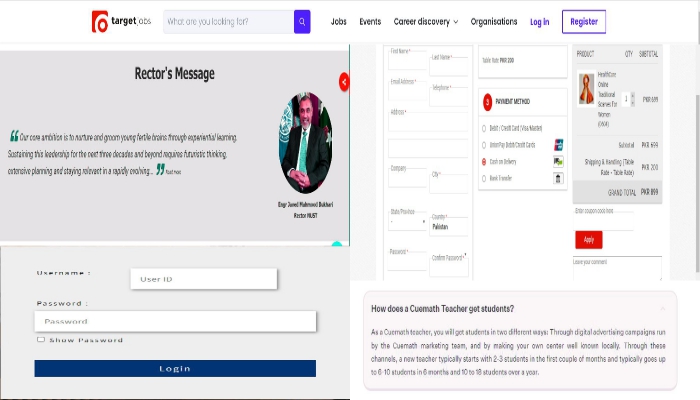 targetjobs
What are you looking for?
Jobs
Events
Career discovery
Organisations
Log in
Register
Rector's Message
Our core ambition is to nurture and groom young fertile brains through experiential learning.
Sustaining this leadership for the next three decades and beyond requires futuristic thinking,
extensive planning and staying relevant in a rapidly evolving... Read more
Engr Javed Mahmood Bukhari
Rector NUST
Username :
User ID
Password :
Password
Show Password
Login
First Name *
Last Name *
Email Address *
Telephone *
Address *
Company
City *
State/Province
Country *
Pakistan
Password *
Confirm Password *
Table Rate PKR 200
3 PAYMENT METHOD
Debit / Credit Card (Visa/Master)
Union Pay Debit/Credit Cards
Cash on Delivery
Bank Transfer
PRODUCT QTY SUBTOTAL
Online
Traditional
Scarves For
Women
1
PKR 699
Subtotal PKR 699
Shipping & Handling (Table
Rate - Table Rate) PKR 200
GRAND TOTAL PKR 899
Enter coupon code here
Apply
Leave your comment
How does a Cuemath Teacher get students?
As a Cuemath teacher, you will get students in two different ways: Through digital advertising campaigns run
by the Cuemath marketing team, and by making your own center well known locally. Through these
channels, a new teacher typically starts with 2-3 students in the first couple of months and typically goes up
to 6-10 students in 6 months and 10 to 18 students over a year.